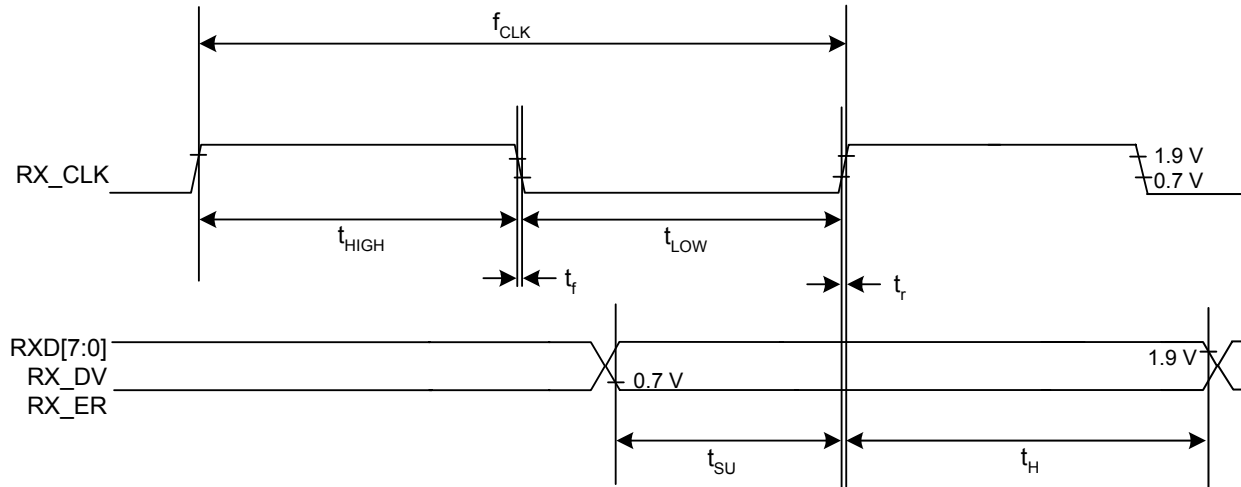 fCLK
RX_CLK
1.9 V
0.7 V
tHIGH
tLOW
tf
tr
RXD[7:0]
RX_DV
RX_ER
0.7 V
1.9 V
tSU
tH